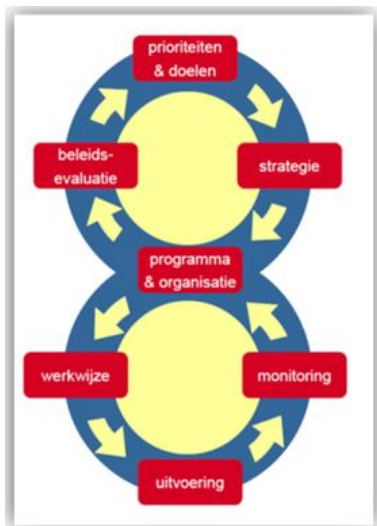 prioriteiten
& doelen
beleids-
evaluatie
strategie
programma
& organisatie
werkwijze
monitoring
uitvoering